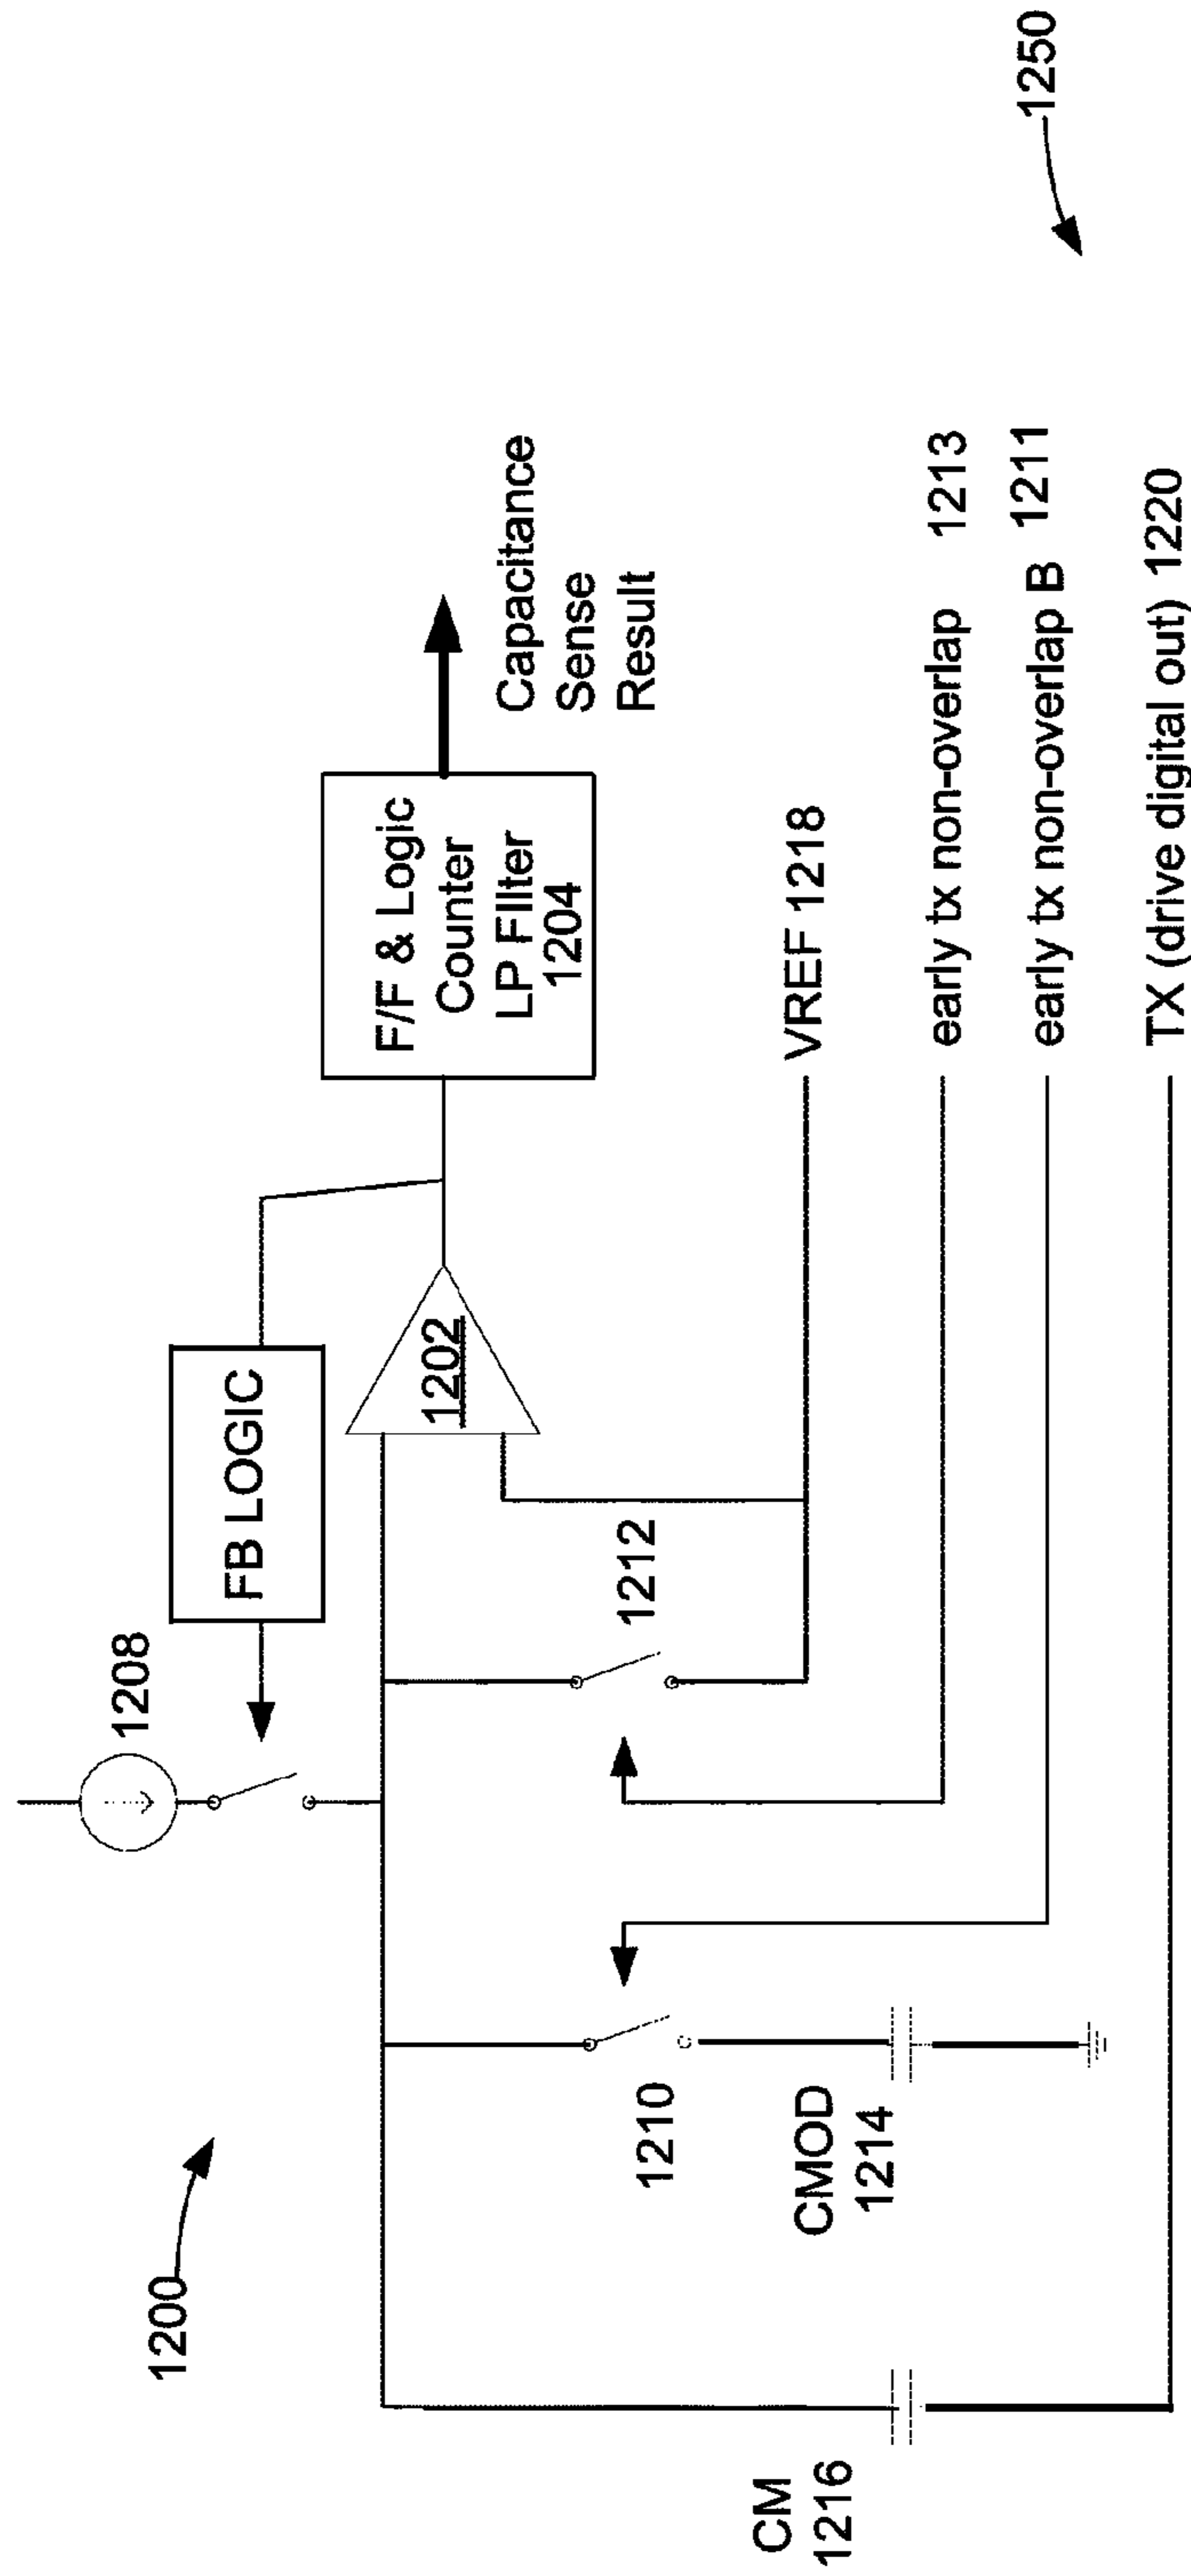 1200
1208
FB LOGIC
1202
F/F & Logic
Counter
LP FIlter
1204
Capacitance
Sense
Result
1212
1210
VREF 1218
CMOD
1214
CM
1216
early tx non-overlap 1213
early tx non-overlap B 1211
TX (drive digital out) 1220
1250